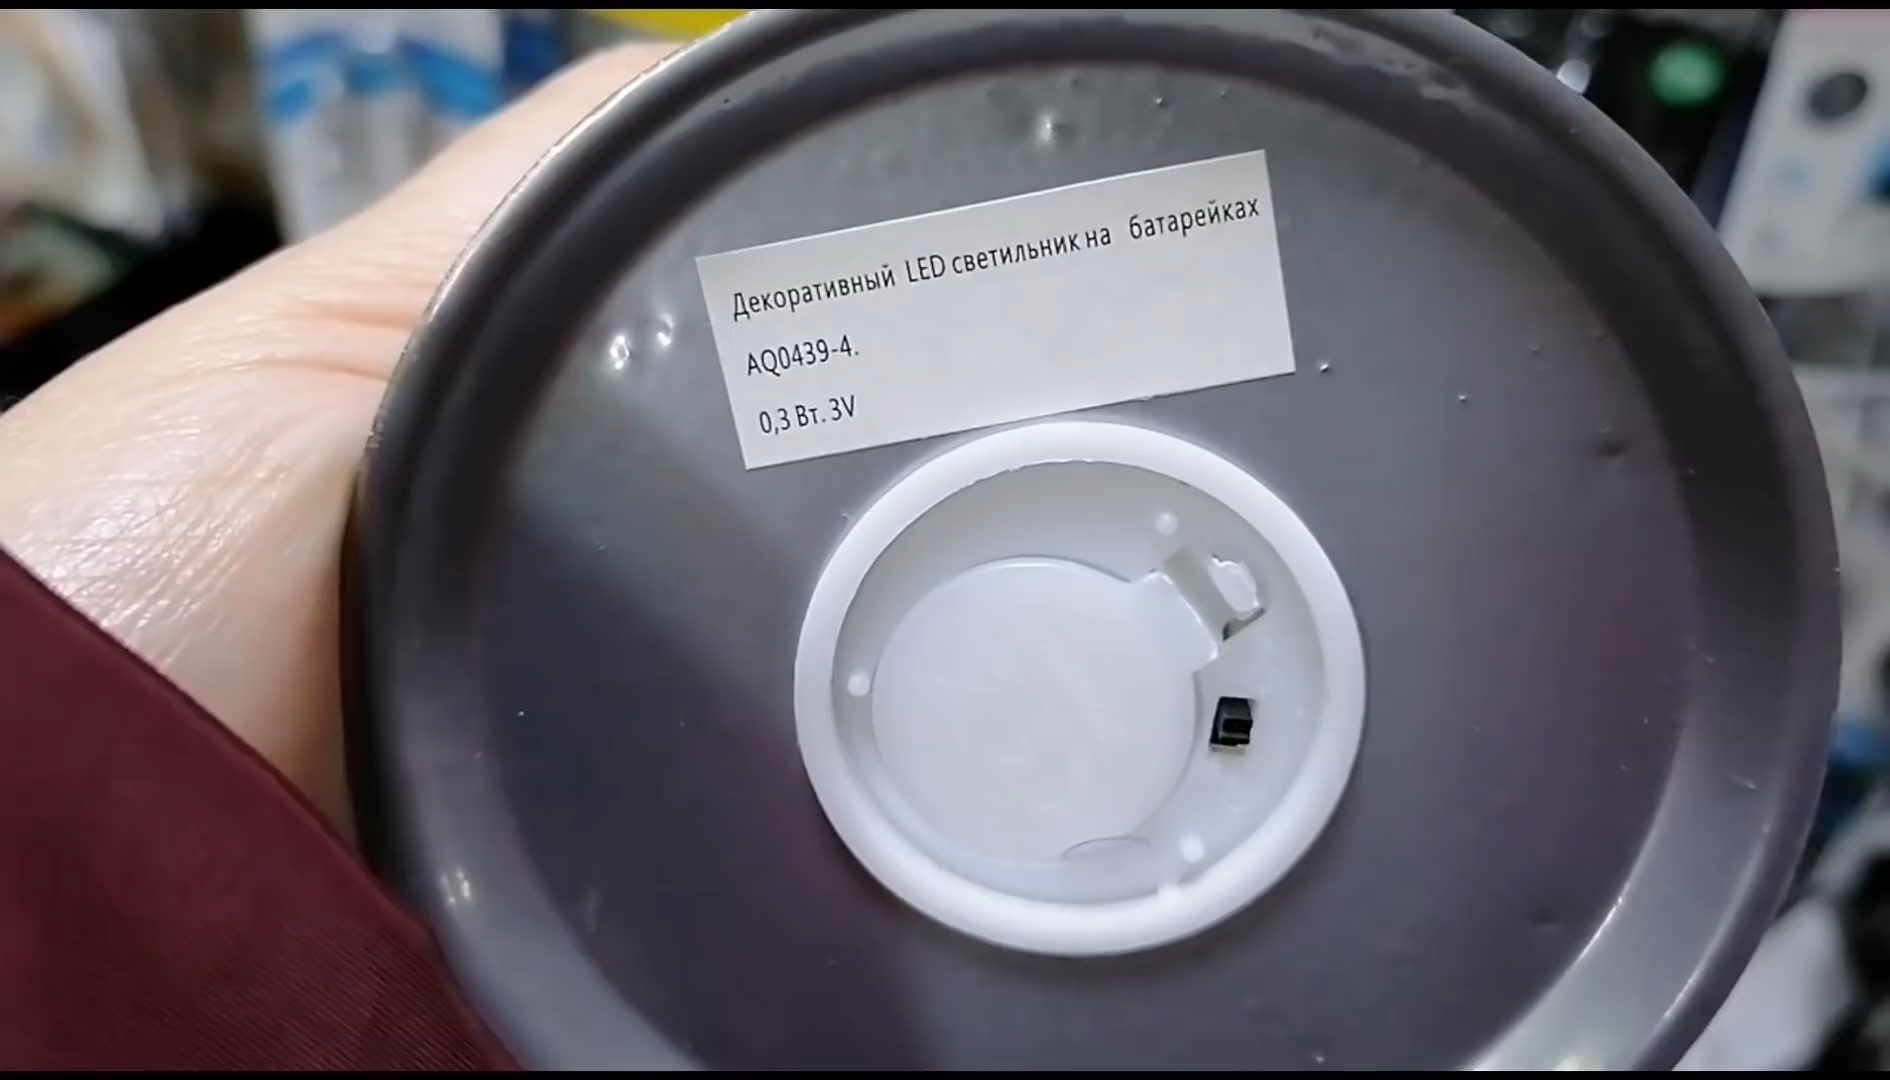 Декоративный LED светильник на батарейках
AQ0439-4.
0,3 Вт. 3V